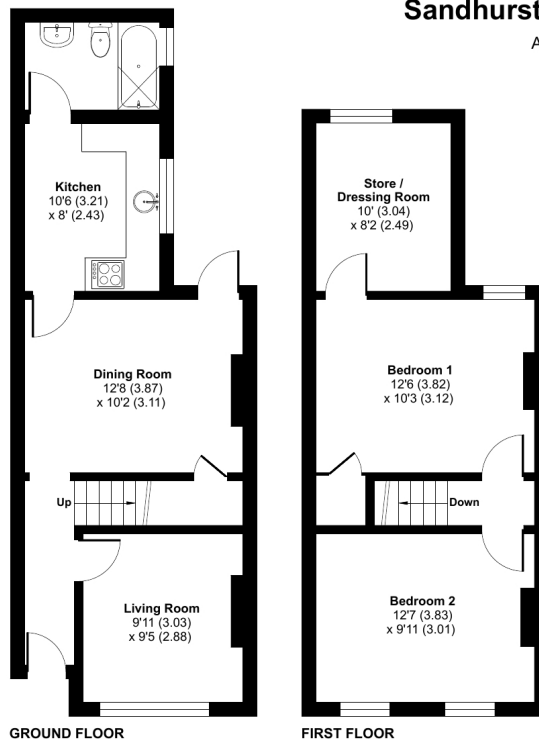 Sandhurst
A
Kitchen
10'6 (3.21)
x 8' (2.43)
Store /
Dressing Room
10' (3.04)
x 8'2 (2.49)
Dining Room
12'8 (3.87)
x 10'2 (3.11)
Bedroom 1
12'6 (3.82)
x 10'3 (3.12)
Up
Down
Living Room
9'11 (3.03)
x 9'5 (2.88)
Bedroom 2
12'7 (3.83)
x 9'11 (3.01)
GROUND FLOOR
FIRST FLOOR